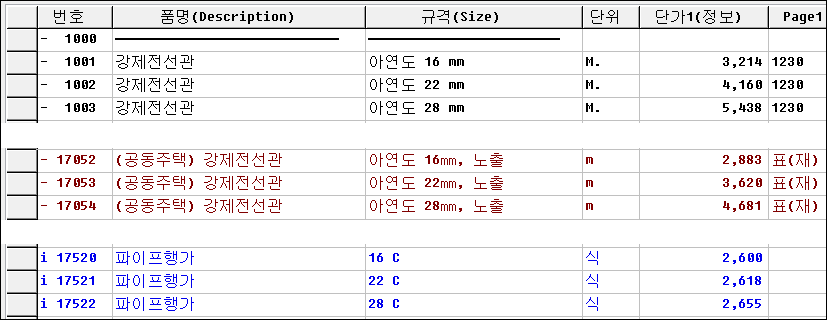 번호 품명(Description) 규격(Size) 단위 단가1(정보) Page1
- 1000
- 1001 강제전선관 아연도 16 mm M. 3,214 1230
- 1002 강제전선관 아연도 22 mm M. 4,160 1230
- 1003 강제전선관 아연도 28 mm M. 5,438 1230
- 17052 (공동주택) 강제전선관 아연도 16㎜, 노출 m 2,883 표(재)
- 17053 (공동주택) 강제전선관 아연도 22㎜, 노출 m 3,620 표(재)
- 17054 (공동주택) 강제전선관 아연도 28㎜, 노출 m 4,681 표(재)
i 17520 파이프행가 16 C 식 2,600
i 17521 파이프행가 22 C 식 2,618
i 17522 파이프행가 28 C 식 2,655